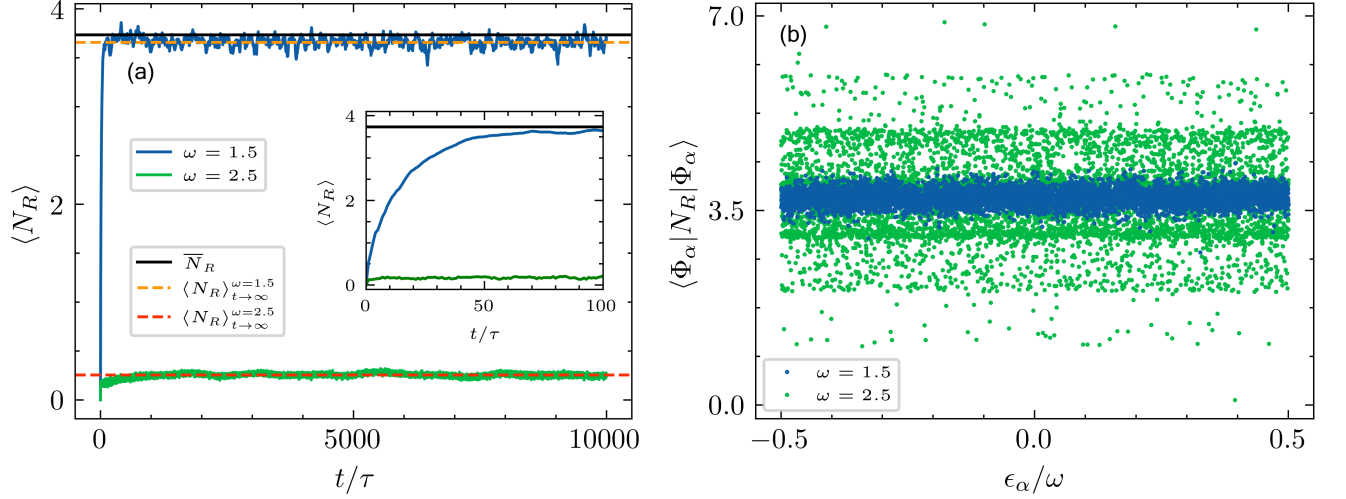 4
2
0
⟨N_R⟩
(a)
ω = 1.5
ω = 2.5
N̅_R
⟨N_R⟩^{ω=1.5}_{t→∞}
⟨N_R⟩^{ω=2.5}_{t→∞}
4
2
0
⟨N_R⟩
0 50 100
t/τ
0 5000 10000
t/τ
7.0
3.5
0.0
⟨Φ_α|N_R|Φ_α⟩
(b)
ω = 1.5
ω = 2.5
−0.5 0.0 0.5
ϵ_α/ω